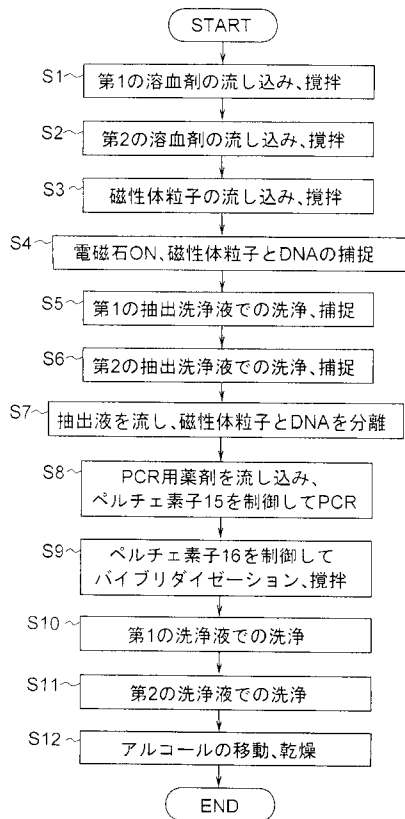 START
S1
第1の溶血剤の流し込み、撹拌
S2
第2の溶血剤の流し込み、撹拌
S3
磁性体粒子の流し込み、撹拌
S4
電磁石ON、磁性体粒子とDNAの捕捉
S5
第1の抽出洗浄液での洗浄、捕捉
S6
第2の抽出洗浄液での洗浄、捕捉
S7
抽出液を流し、磁性体粒子とDNAを分離
S8
PCR用薬剤を流し込み、
ペルチェ素子15を制御してPCR
S9
ペルチェ素子16を制御して
バイブリダイゼーション、撹拌
S10
第1の洗浄液での洗浄
S11
第2の洗浄液での洗浄
S12
アルコールの移動、乾燥
END